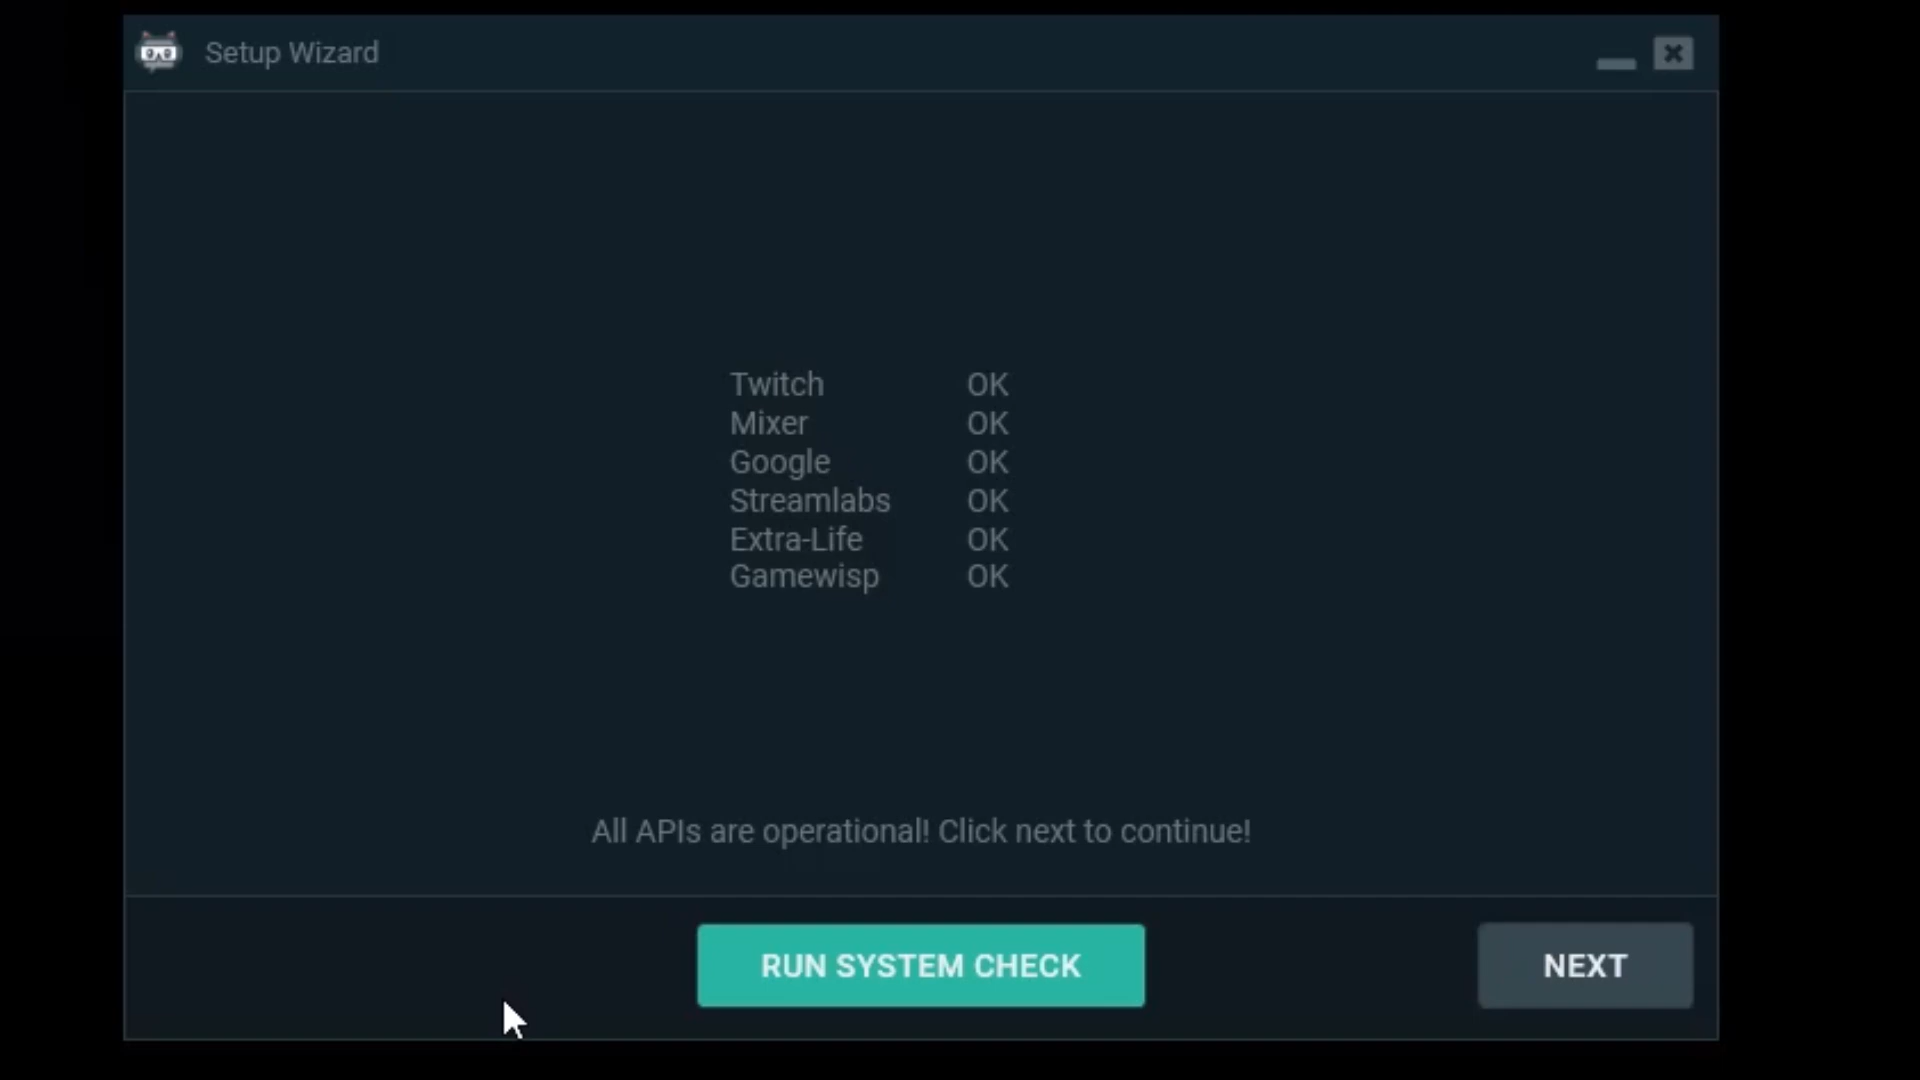 Setup Wizard
Twitch OK
Mixer OK
Google OK
Streamlabs OK
Extra-Life OK
Gamewisp OK
All APIs are operational! Click next to continue!
RUN SYSTEM CHECK
NEXT